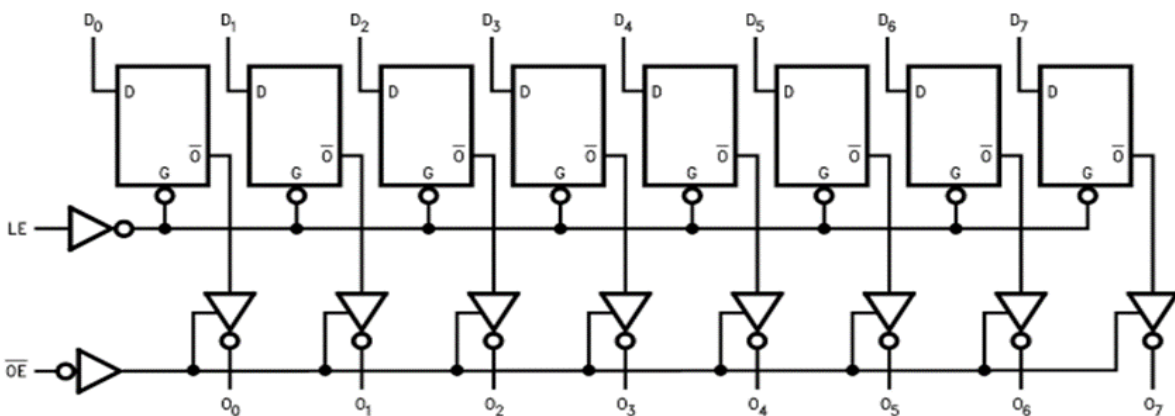 D₀ D₁ D₂ D₃ D₄ D₅ D₆ D₇
D D D D D D D D
O̅ O̅ O̅ O̅ O̅ O̅ O̅ O̅
G G G G G G G G
LE
O̅E̅
O₀ O₁ O₂ O₃ O₄ O₅ O₆ O₇